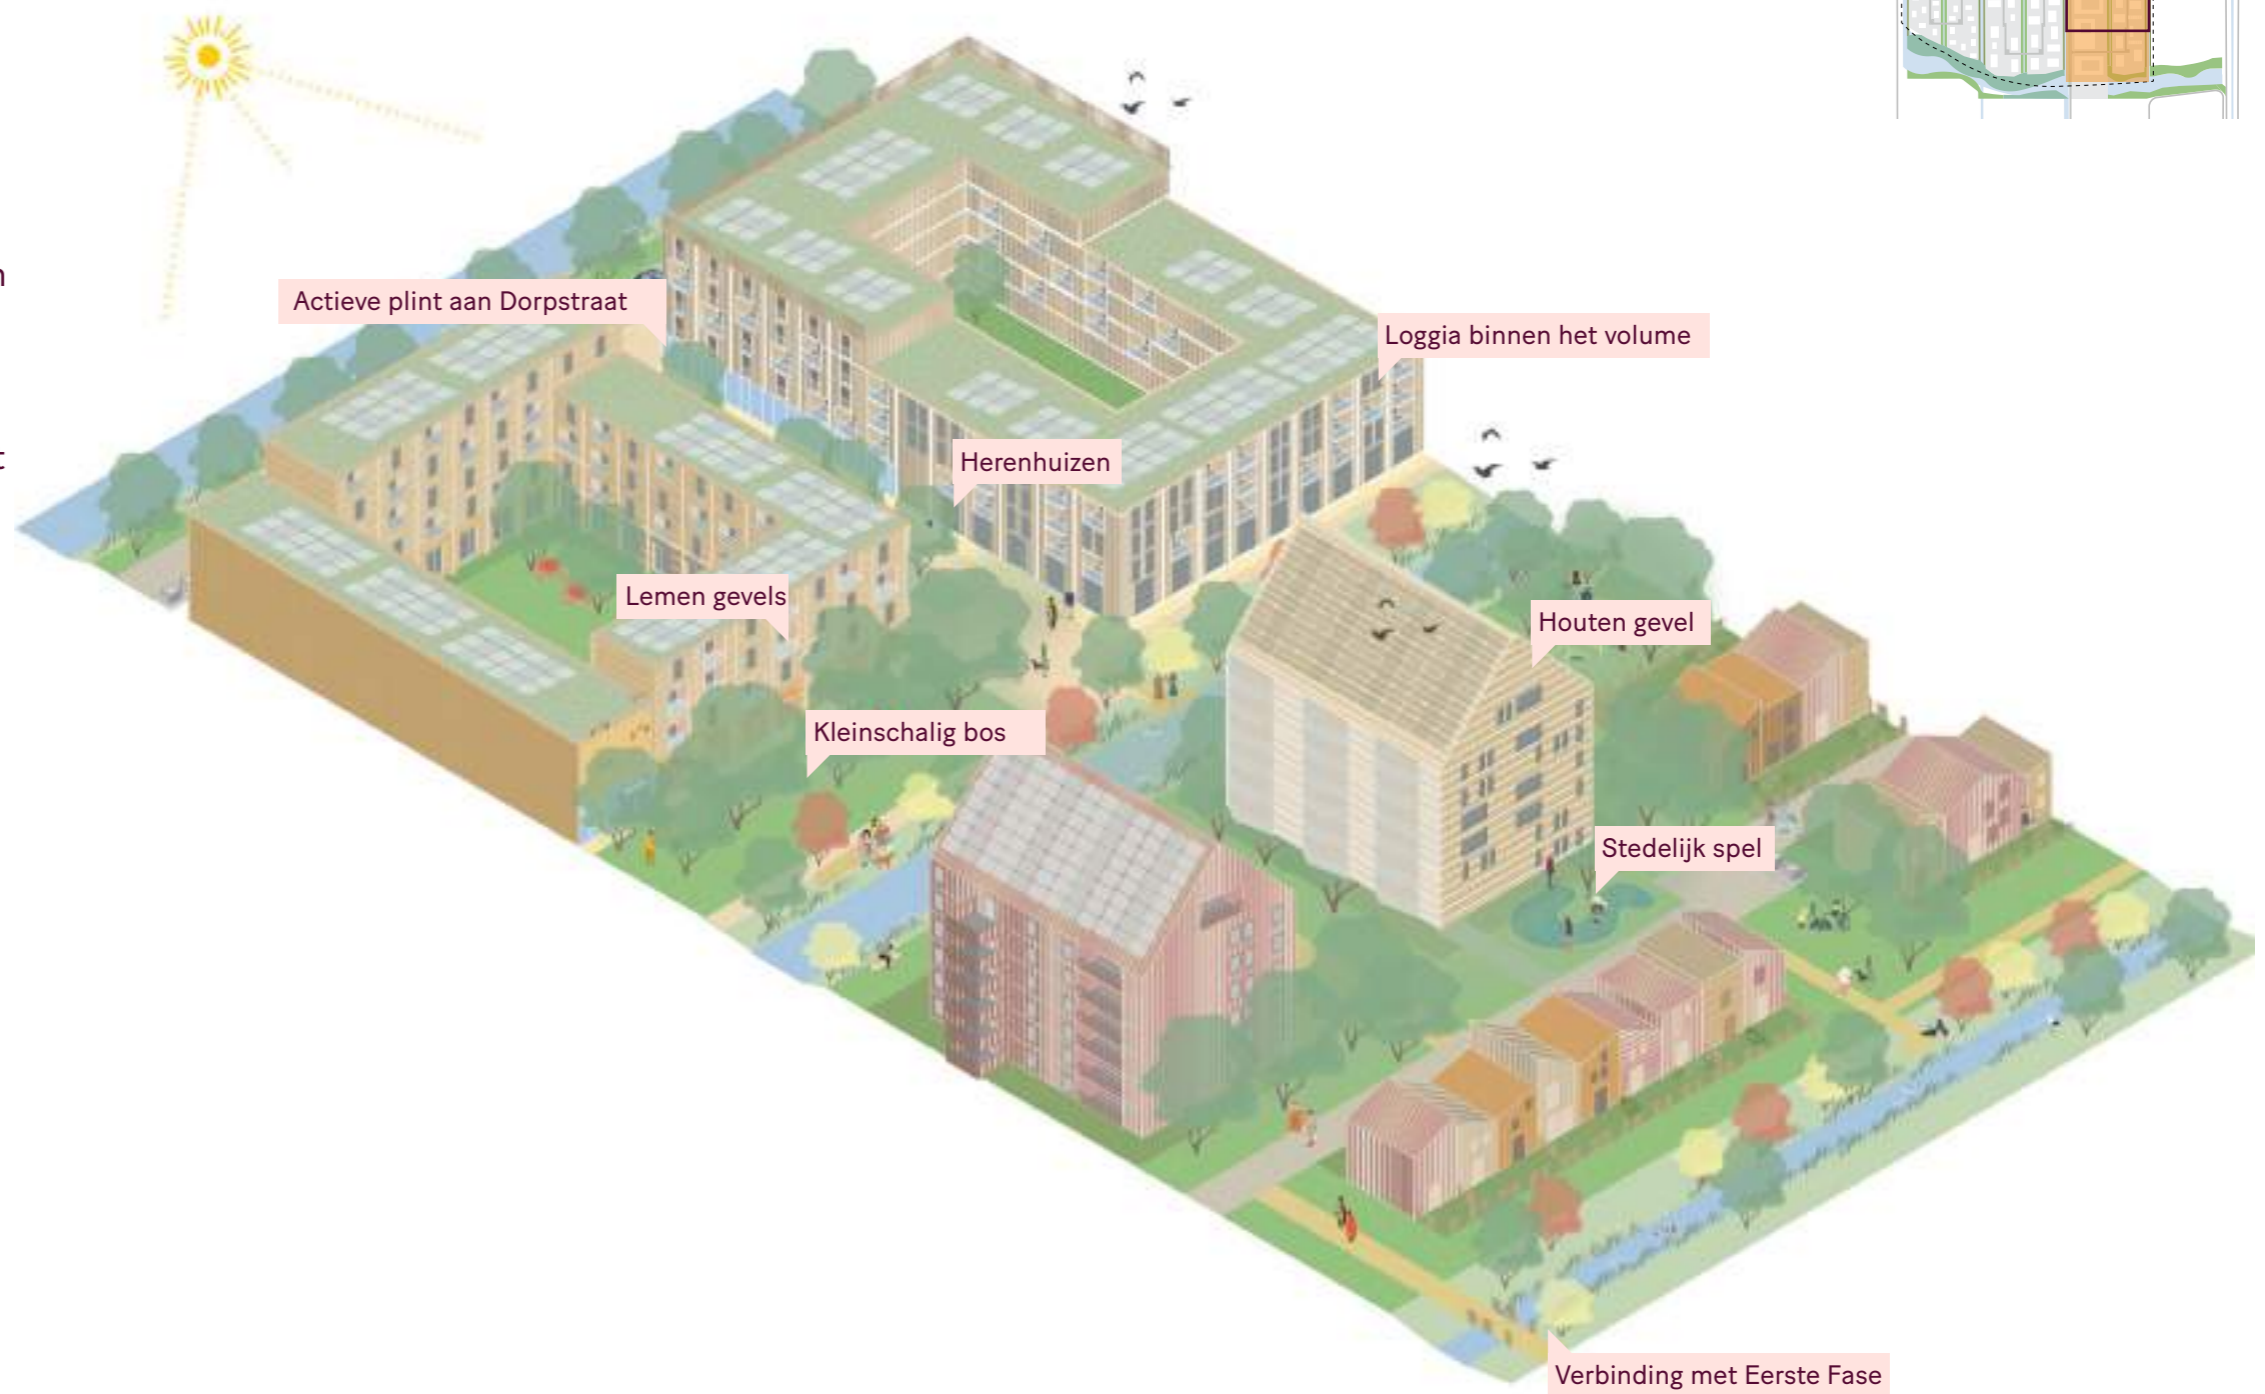 Actieve plint aan Dorpstraat
Loggia binnen het volume
Herenhuizen
Lemen gevels
Houten gevel
Kleinschalig bos
Stedelijk spel
Verbinding met Eerste Fase